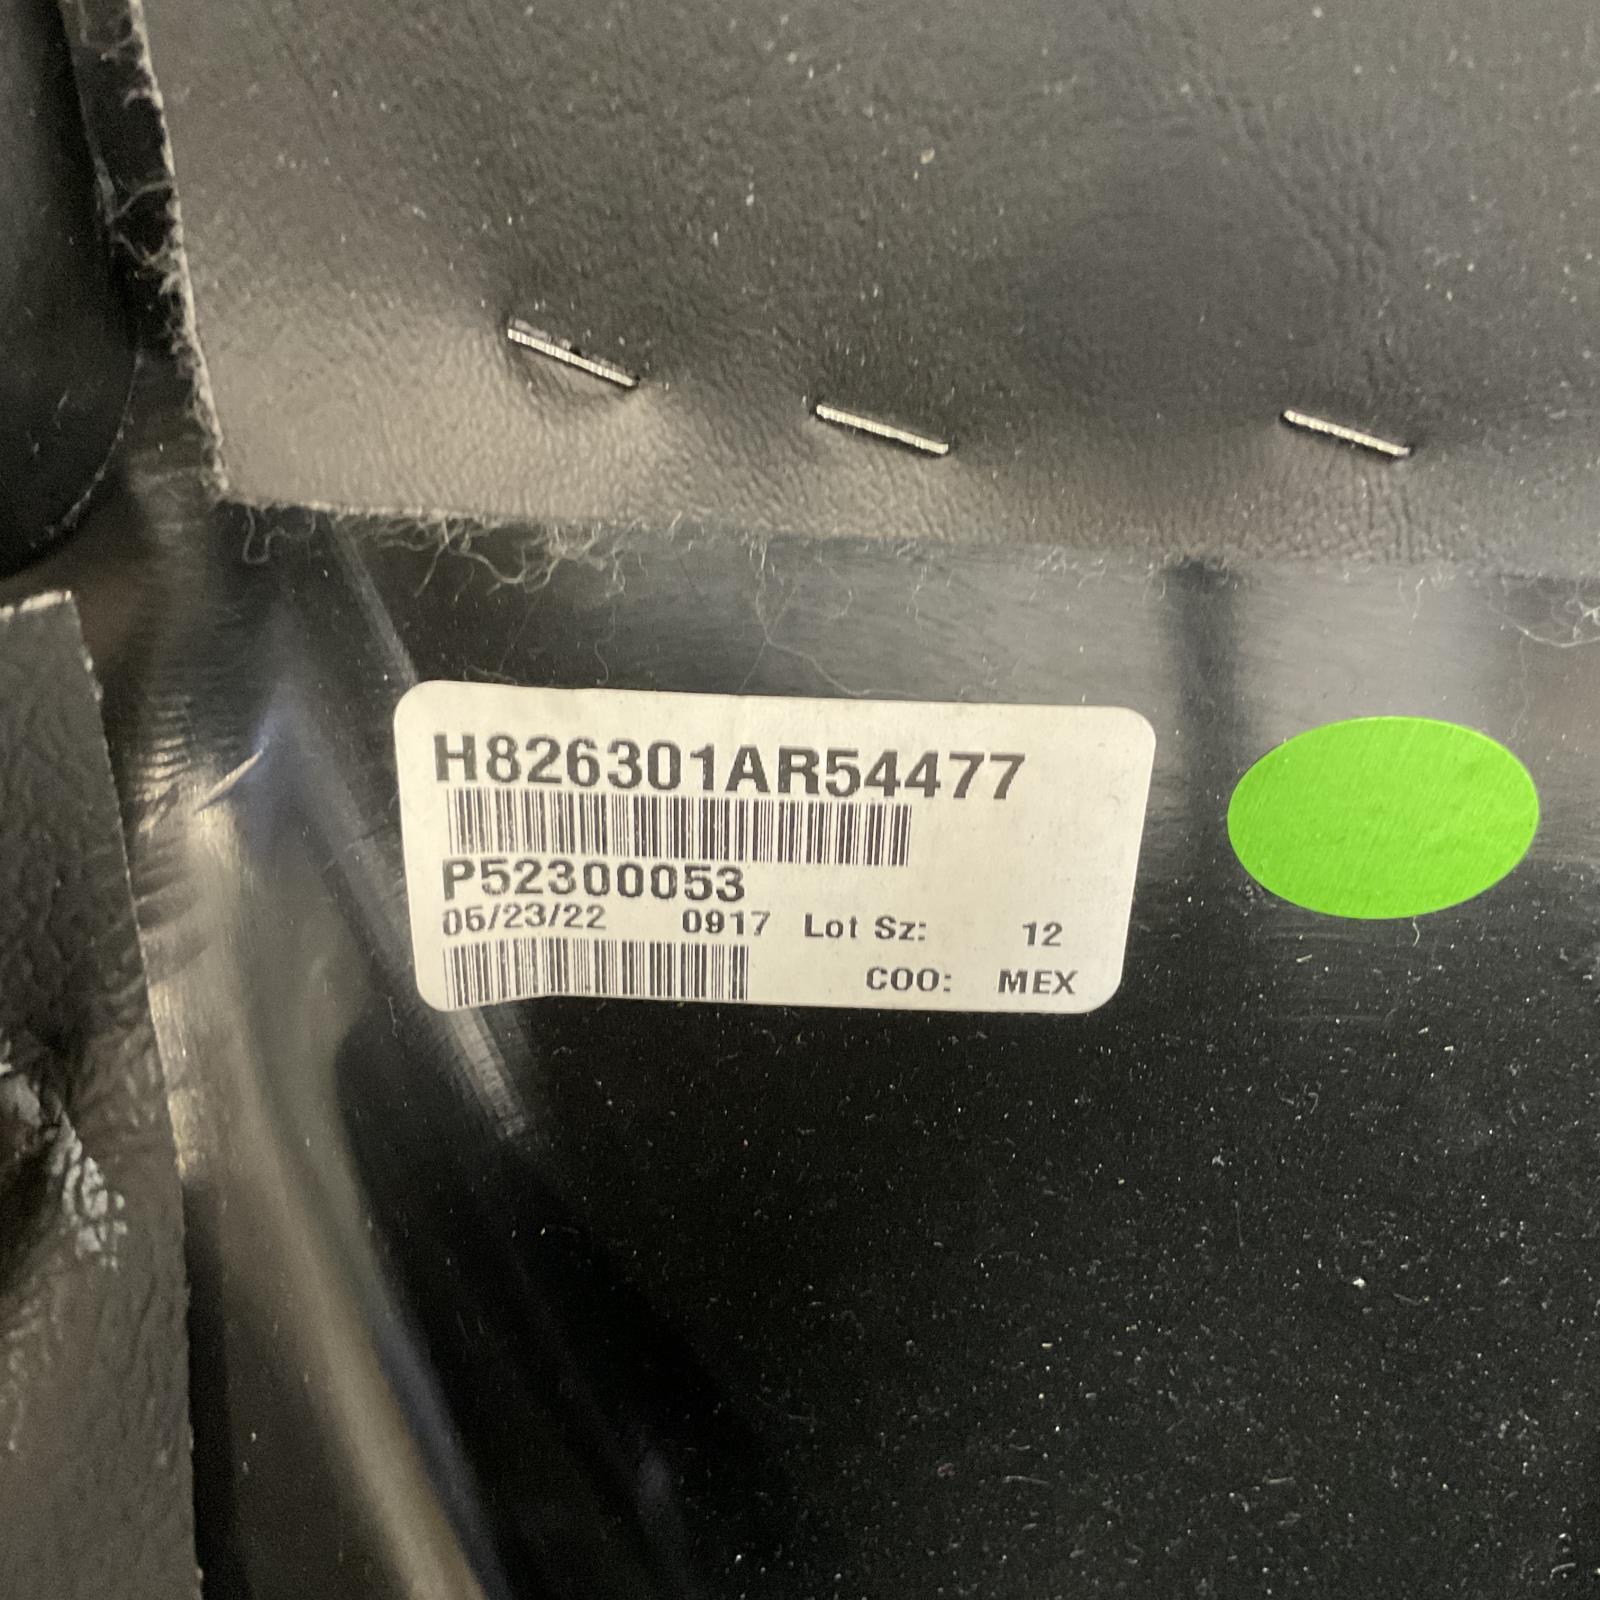 H826301AR54477
P52300053
05/23/22 0917 Lot Sz: 12
COO: MEX